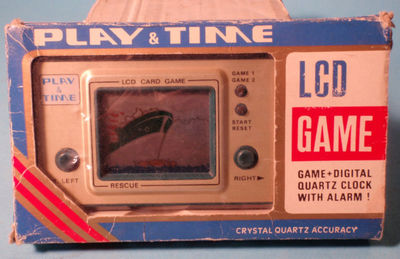 PLAY & TIME
PLAY
& TIME
LCD CARD GAME
GAME 1
GAME 2
START
RESET
LEFT
RIGHT▶
RESCUE
LCD
GAME
GAME+DIGITAL
QUARTZ CLOCK
WITH ALARM !
CRYSTAL QUARTZ ACCURACY